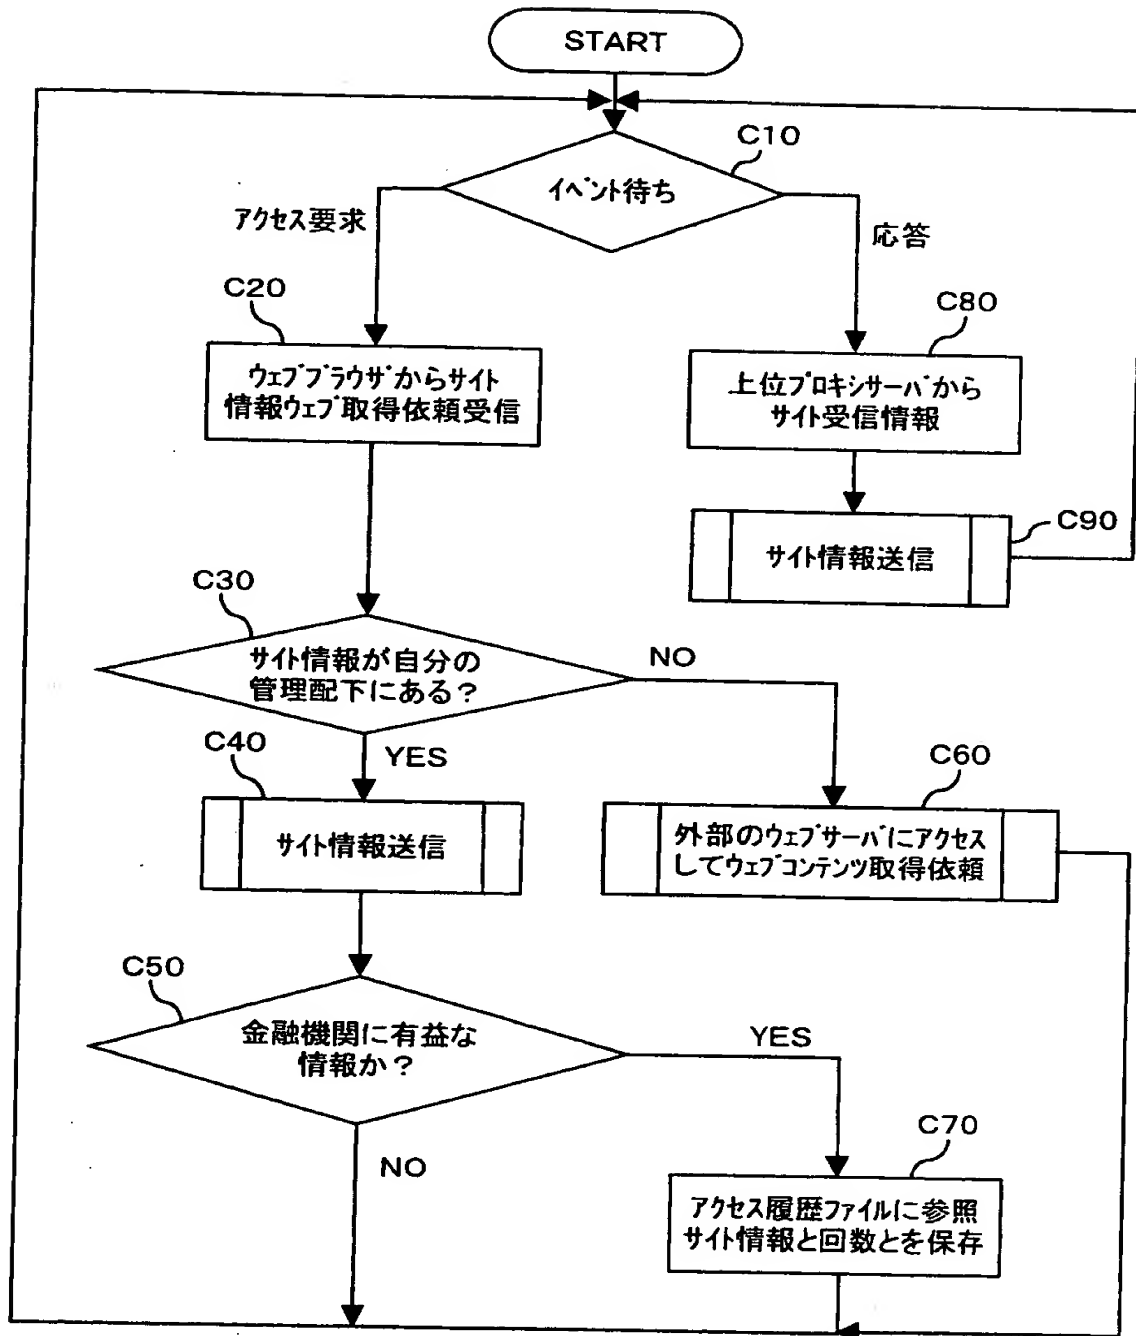 START
C10
イベント待ち
アクセス要求
応答
C20
ウェブブラウザからサイト
情報ウェブ取得依頼受信
C80
上位プロキシサーバから
サイト受信情報
C90
サイト情報送信
C30
サイト情報が自分の
管理配下にある？
NO
YES
C40
サイト情報送信
C60
外部のウェブサーバにアクセス
してウェブコンテンツ取得依頼
C50
金融機関に有益な
情報か？
YES
NO
C70
アクセス履歴ファイルに参照
サイト情報と回数とを保存